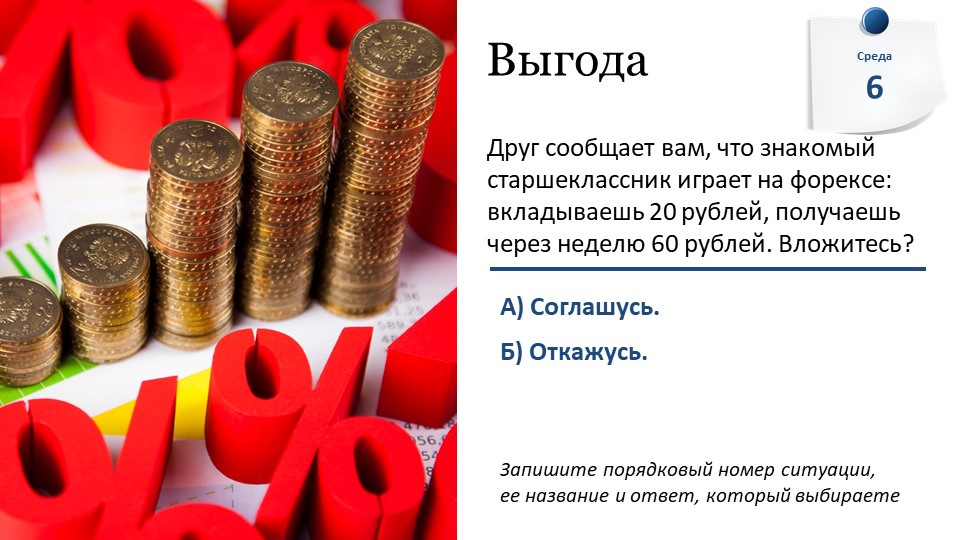 Выгода
Среда
6
Друг сообщает вам, что знакомый
старшеклассник играет на форексе:
вкладываешь 20 рублей, получаешь
через неделю 60 рублей. Вложитесь?
А) Соглашусь.
Б) Откажусь.
Запишите порядковый номер ситуации,
ее название и ответ, который выбираете